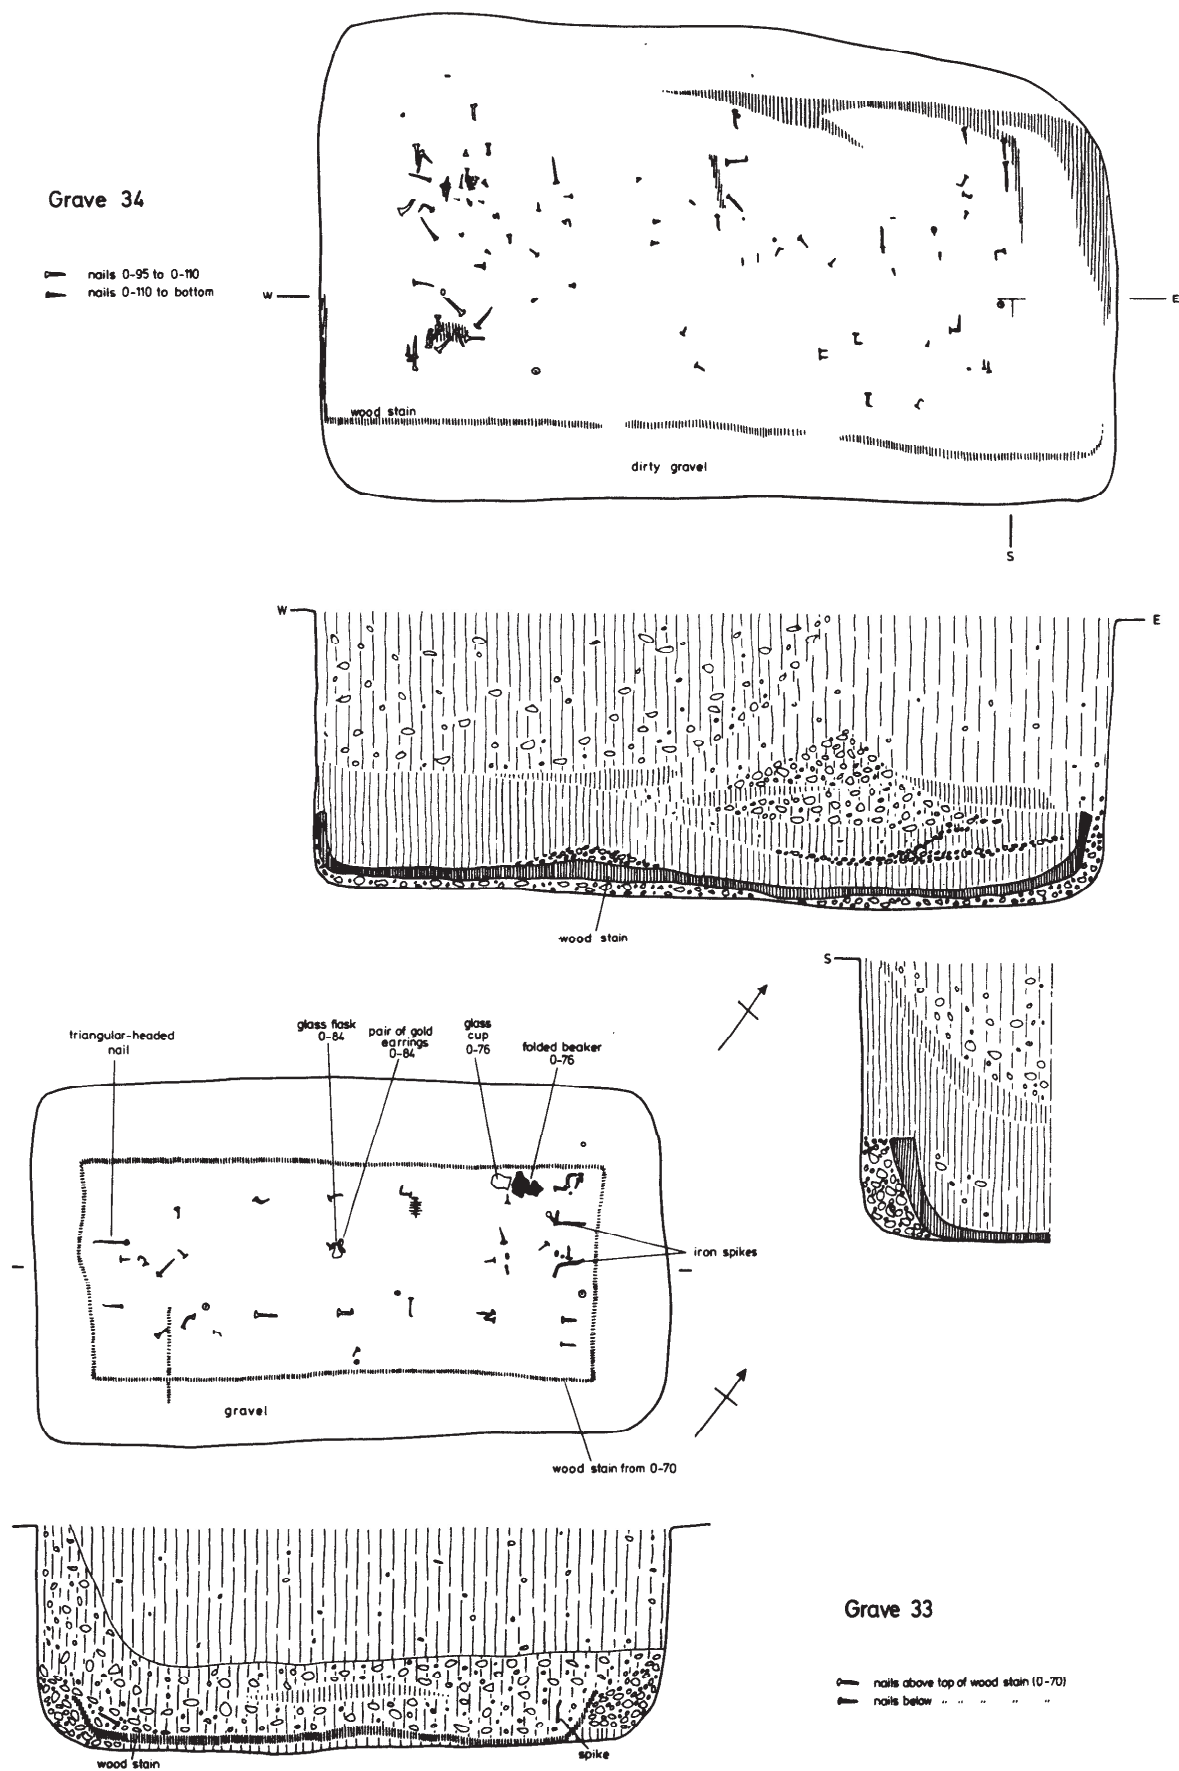 Grave 34
nails 0-95 to 0-110
nails 0-110 to bottom
W
E
wood stain
dirty gravel
S
W
E
wood stain
S
triangular-headed
nail
glass flask
0-84
pair of gold
earrings
0-84
glass
cup
0-76
folded beaker
0-76
iron spikes
gravel
wood stain from 0-70
wood stain
spike
Grave 33
nails above top of wood stain (0-70)
nails below " " " " "